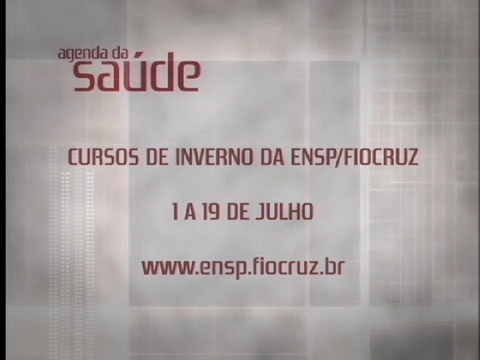 agenda da
saúde
CURSOS DE INVERNO DA ENSP/FIOCRUZ
1 A 19 DE JULHO
www.ensp.fiocruz.br